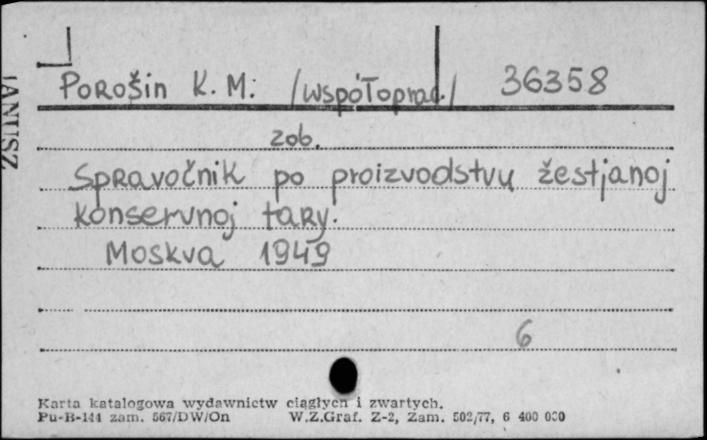 Porošin K. M: /współoprac./ 36358
zob.
Spravočnik po proizvodstvu žestjanoj
konservnoj tary.
Moskva 1949
6
JANUSZ
Karta katalogowa wydawnictw ciągłych i zwartych.
Pu-B-144 zam. 567/DW/On W.Z.Graf. Z-2, Zam. 502/77, 6 400 000